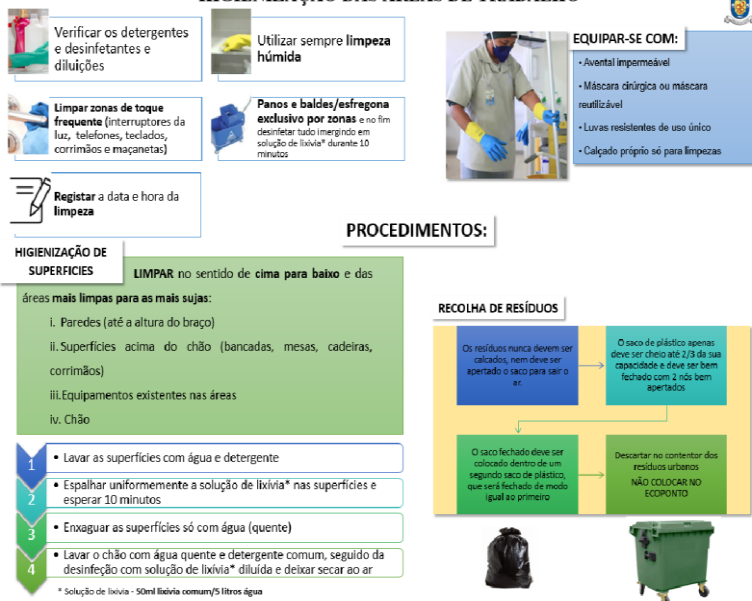 HIGIENIZAÇÃO DAS ÁREAS DE TRABALHO
Verificar os detergentes
e desinfetantes e
diluições
Utilizar sempre limpeza
húmida
Limpar zonas de toque
frequente (interruptores da
luz, telefones, teclados,
corrimãos e maçanetas)
Panos e baldes/esfregona
exclusivo por zonas e no fim
desinfetar tudo imergindo em
solução de lixívia* durante 10
minutos
Registar a data e hora da
limpeza
EQUIPAR-SE COM:
• Avental impermeável
• Máscara cirúrgica ou máscara
reutilizável
• Luvas resistentes de uso único
• Calçado próprio só para limpezas
PROCEDIMENTOS:
HIGIENIZAÇÃO DE
SUPERFICIES
LIMPAR no sentido de cima para baixo e das
áreas mais limpas para as mais sujas:
i. Paredes (até a altura do braço)
ii. Superfícies acima do chão (bancadas, mesas, cadeiras,
corrimãos)
iii.Equipamentos existentes nas áreas
iv. Chão
1 • Lavar as superfícies com água e detergente
2 • Espalhar uniformemente a solução de lixívia* nas superfícies e
esperar 10 minutos
3 • Enxaguar as superfícies só com água (quente)
4 • Lavar o chão com água quente e detergente comum, seguido da
desinfeção com solução de lixívia* diluída e deixar secar ao ar
* Solução de lixivia - 50ml lixivia comum/5 litros água
RECOLHA DE RESÍDUOS
Os resíduos nunca devem ser
calcados, nem deve ser
apertado o saco para sair o
ar.
O saco de plástico apenas
deve ser cheio até 2/3 da sua
capacidade e deve ser bem
fechado com 2 nós bem
apertados
O saco fechado deve ser
colocado dentro de um
segundo saco de plástico,
que será fechado de modo
igual ao primeiro
Descartar no contentor dos
resíduos urbanos
NÃO COLOCAR NO
ECOPONTO